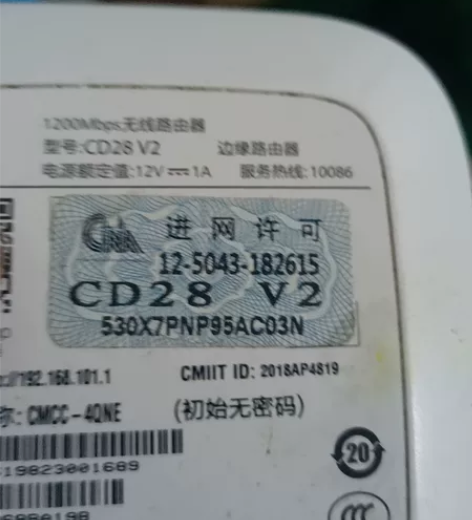 1200Mbps无线路由器
型号:CD28 V2 边缘路由器
电源额定值:12V⎓1A 服务热线:10086
CNA 进网许可
12-5043-182615
CD28 V2
530X7PNP95AC03N
://192.168.101.1 CMIIT ID: 2018AP4819
称: CMCC-4QNE (初始无密码)
19823001689
20
CCC